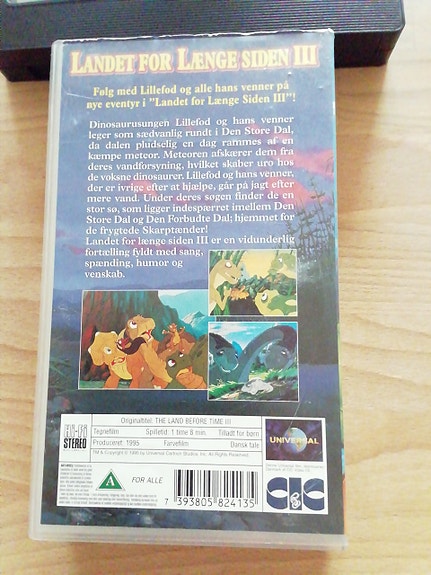 LANDET FOR LÆNGE SIDEN III
Følg med Lillefod og alle hans venner på
nye eventyr i "Landet for Længe Siden III"!
Dinosaurusungen Lillefod og hans venner
leger som sædvanlig rundt i Den Store Dal,
da dalen pludselig en dag rammes af en
kæmpe meteor. Meteoren afskærer dem fra
deres vandforsyning, hvilket skaber uro hos
de voksne dinosaurer. Lillefod og hans venner,
der er ivrige efter at hjælpe, går på jagt efter
mere vand. Under deres søgen finder de en
stor sø, som ligger indespærret imellem Den
Store Dal og Den Forbudte Dal; hjemmet for
de frygtede Skarptænder!
Landet for længe siden III er en vidunderlig
fortælling fyldt med sang,
spænding, humor og
venskab.
HI-FI
STEREO
Originaltitel: THE LAND BEFORE TIME III
Tegnefilm Spilletid: 1 time 8 min. Tilladt for børn
Produceret: 1995 Farvefilm Dansk tale
UNIVERSAL
A
FOR ALLE
7 393805 824135
CIC